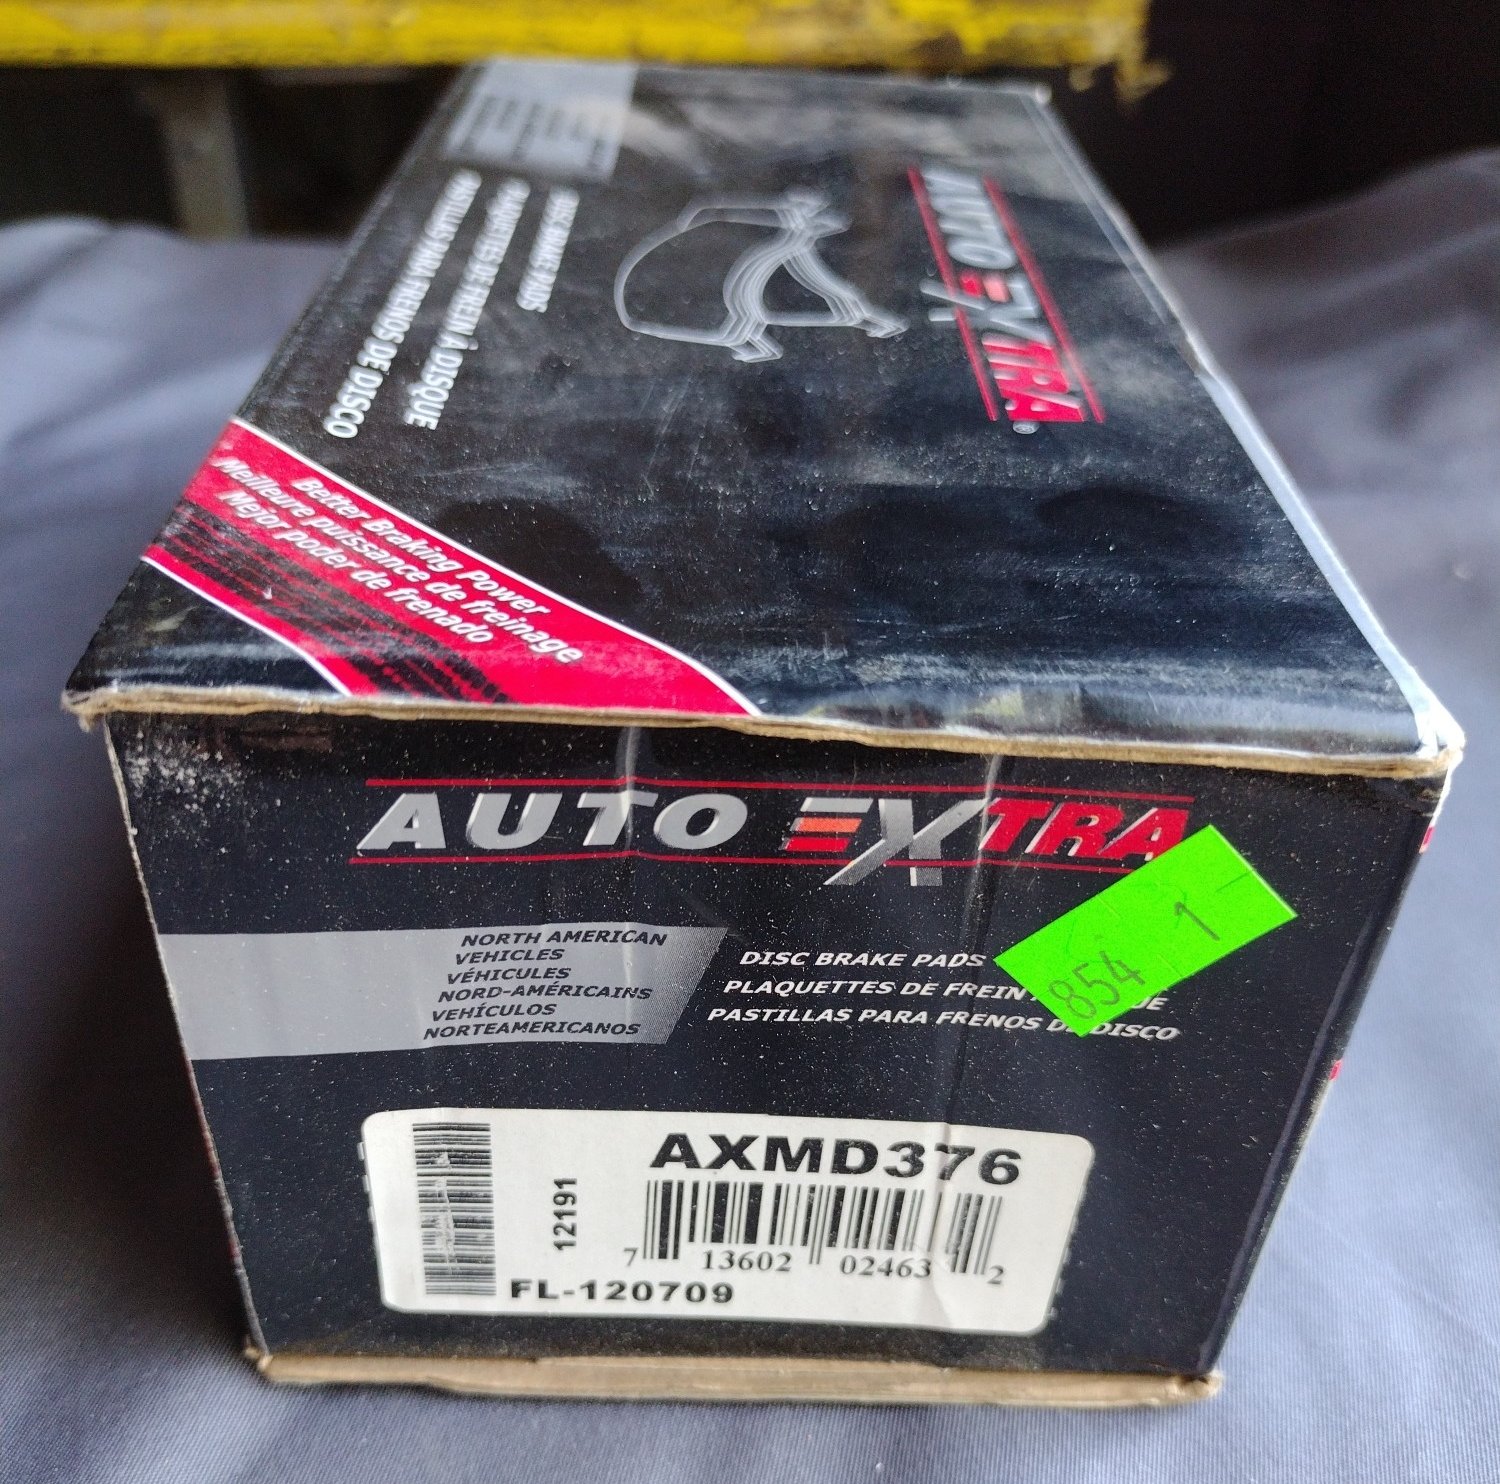 DISC BRAKE PADS
PLAQUETTES DE FREIN À DISQUE
PASTILLAS PARA FRENOS DE DISCO
AUTO EXTRA®
Better Braking Power
Meilleure puissance de freinage
Mejor poder de frenado
AUTO EXTRA
NORTH AMERICAN
VEHICLES
VÉHICULES
NORD-AMÉRICAINS
VEHÍCULOS
NORTEAMERICANOS
DISC BRAKE PADS
PLAQUETTES DE FREIN
PASTILLAS PARA FRENOS DE DISCO
854 1
AXMD376
12191
7 13602 02463 2
FL-120709